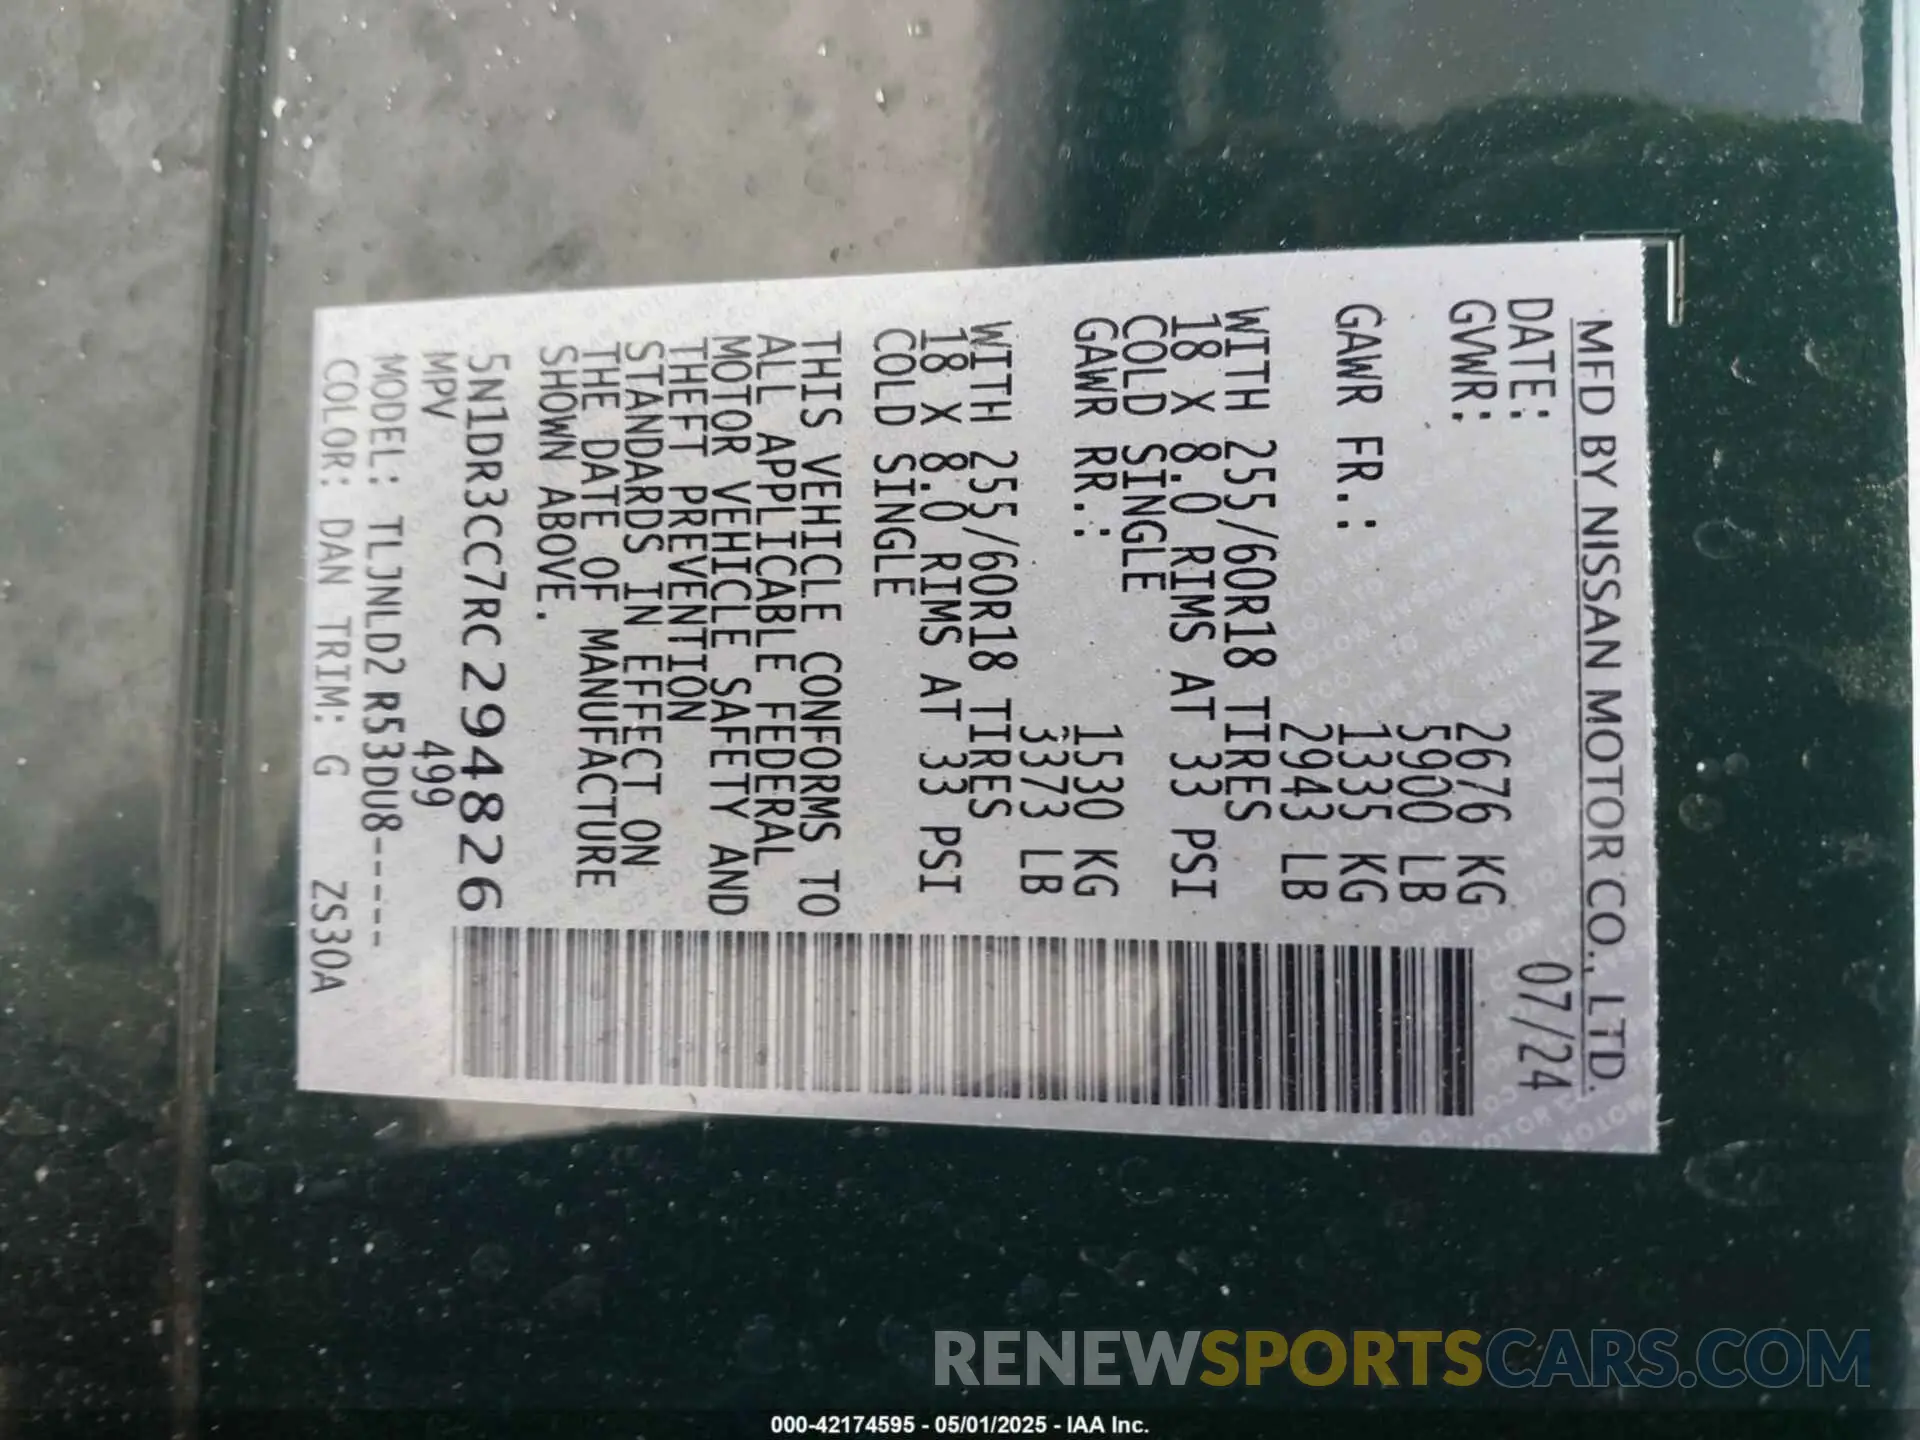 MFD BY NISSAN MOTOR CO., LTD.
DATE: 07/24
GVWR: 2676 KG
5900 LB
GAWR FR.: 1335 KG
2943 LB
WITH 255/60R18 TIRES
18 X 8.0 RIMS AT 33 PSI
COLD SINGLE
GAWR RR.: 1530 KG
3373 LB
WITH 255/60R18 TIRES
18 X 8.0 RIMS AT 33 PSI
COLD SINGLE
THIS VEHICLE CONFORMS TO
ALL APPLICABLE FEDERAL
MOTOR VEHICLE SAFETY AND
THEFT PREVENTION
STANDARDS IN EFFECT ON
THE DATE OF MANUFACTURE
SHOWN ABOVE.
5N1DR3CC7RC294826
MPV 499
MODEL: TLJNLD2 R53DU8-----
COLOR: DAN TRIM: G ZS30A
RENEWSPORTSCARS.COM
000-42174595 - 05/01/2025 - IAA Inc.